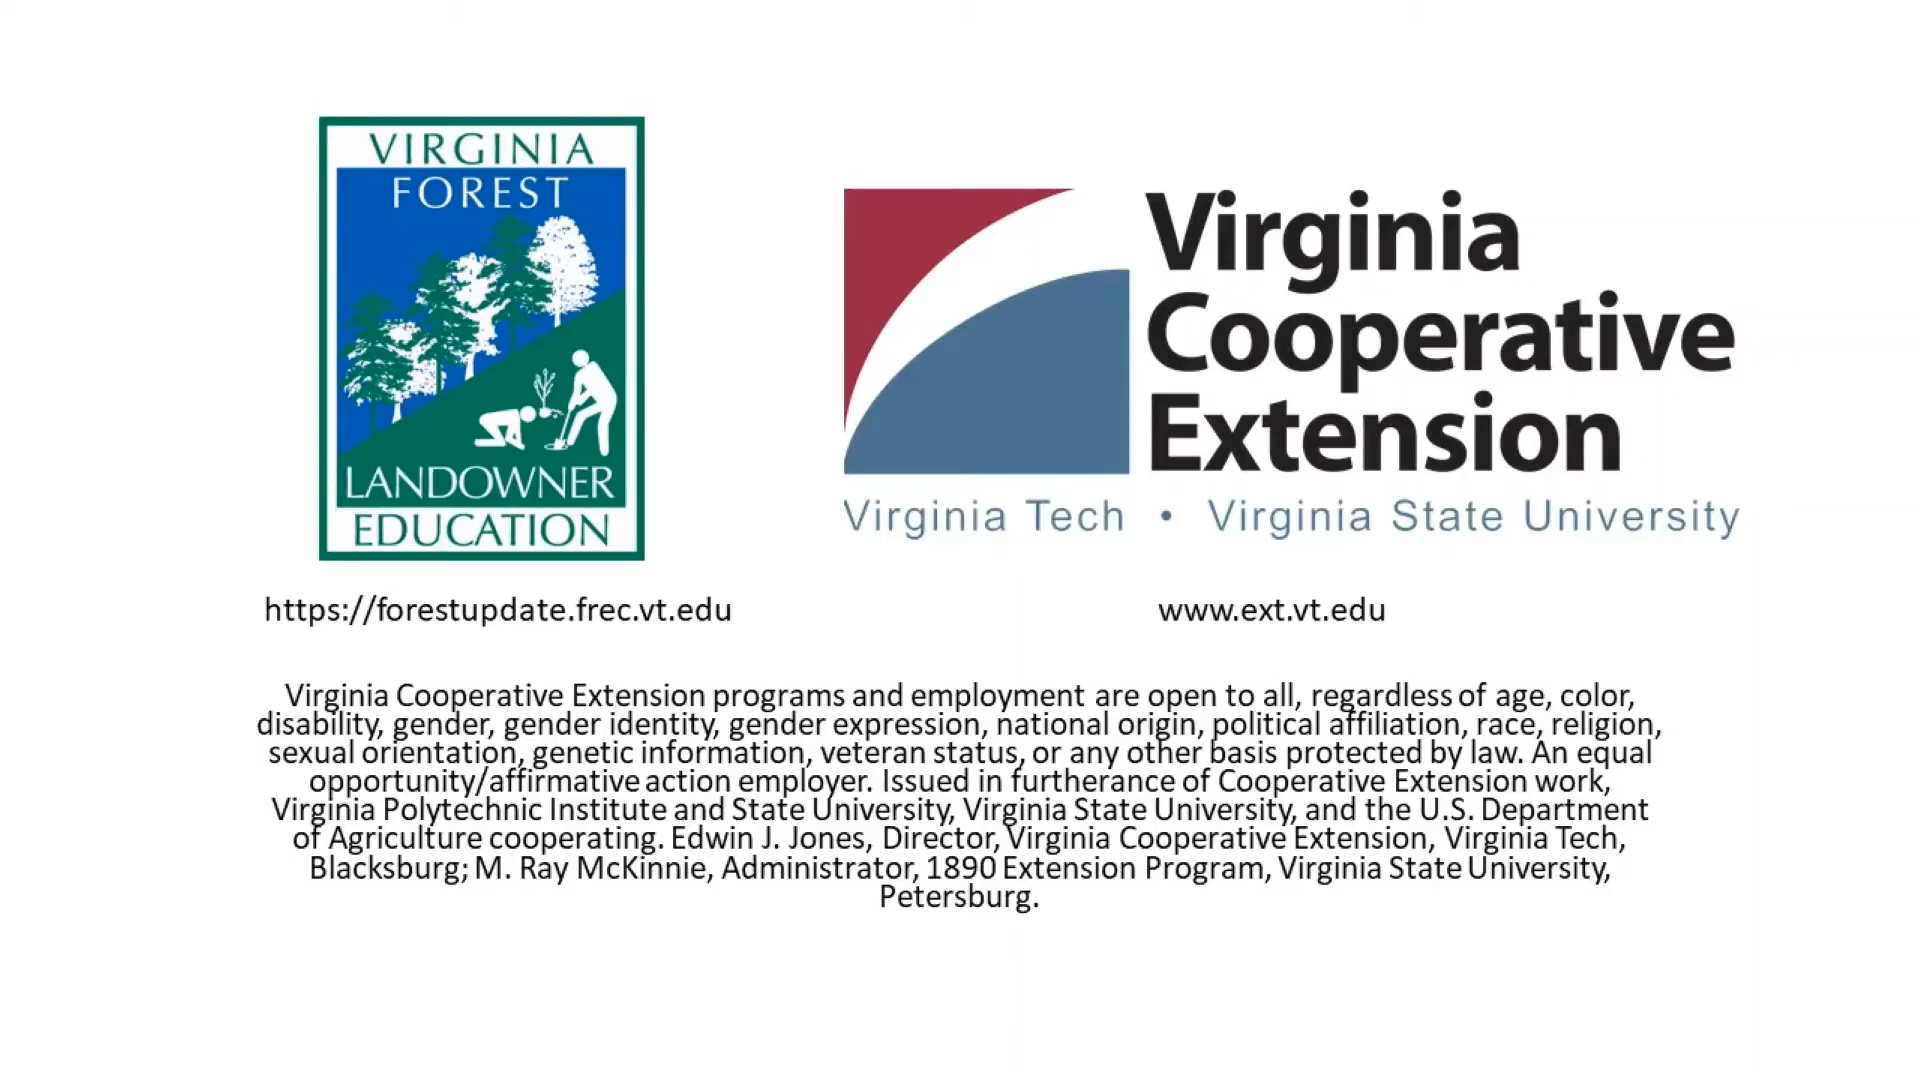 VIRGINIA
FOREST
LANDOWNER
EDUCATION
Virginia
Cooperative
Extension
Virginia Tech • Virginia State University
https://forestupdate.frec.vt.edu
www.ext.vt.edu
Virginia Cooperative Extension programs and employment are open to all, regardless of age, color,
disability, gender, gender identity, gender expression, national origin, political affiliation, race, religion,
sexual orientation, genetic information, veteran status, or any other basis protected by law. An equal
opportunity/affirmative action employer. Issued in furtherance of Cooperative Extension work,
Virginia Polytechnic Institute and State University, Virginia State University, and the U.S. Department
of Agriculture cooperating. Edwin J. Jones, Director, Virginia Cooperative Extension, Virginia Tech,
Blacksburg; M. Ray McKinnie, Administrator, 1890 Extension Program, Virginia State University,
Petersburg.